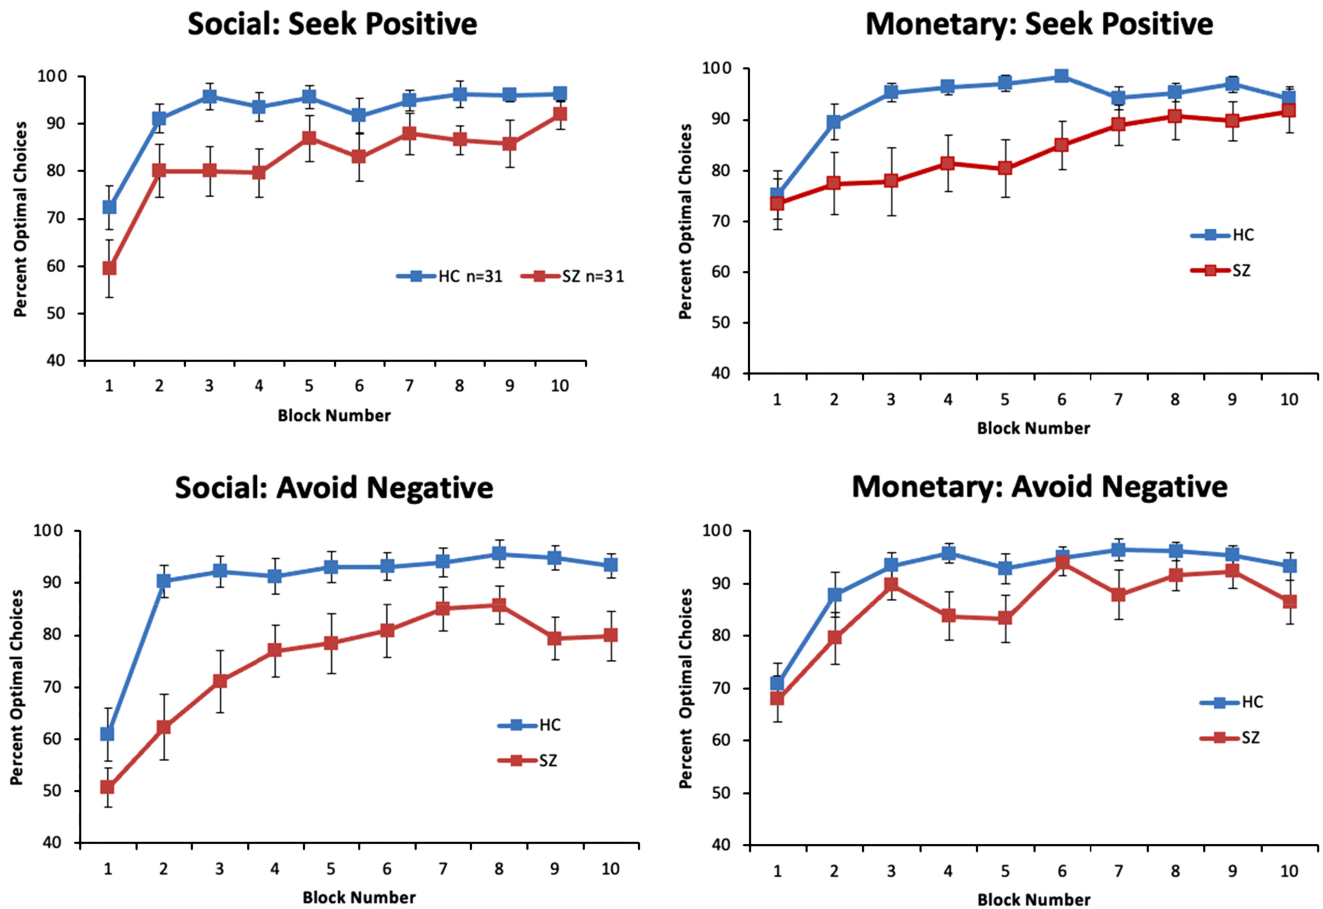 Social: Seek Positive
Percent Optimal Choices
100
90
80
70
60
50
40
HC n=31 SZ n=31
1 2 3 4 5 6 7 8 9 10
Block Number
Monetary: Seek Positive
Percent Optimal Choices
100
90
80
70
60
50
40
HC
SZ
1 2 3 4 5 6 7 8 9 10
Block Number
Social: Avoid Negative
Percent Optimal Choices
100
90
80
70
60
50
40
HC
SZ
1 2 3 4 5 6 7 8 9 10
Block Number
Monetary: Avoid Negative
Percent Optimal Choices
100
90
80
70
60
50
40
HC
SZ
1 2 3 4 5 6 7 8 9 10
Block Number